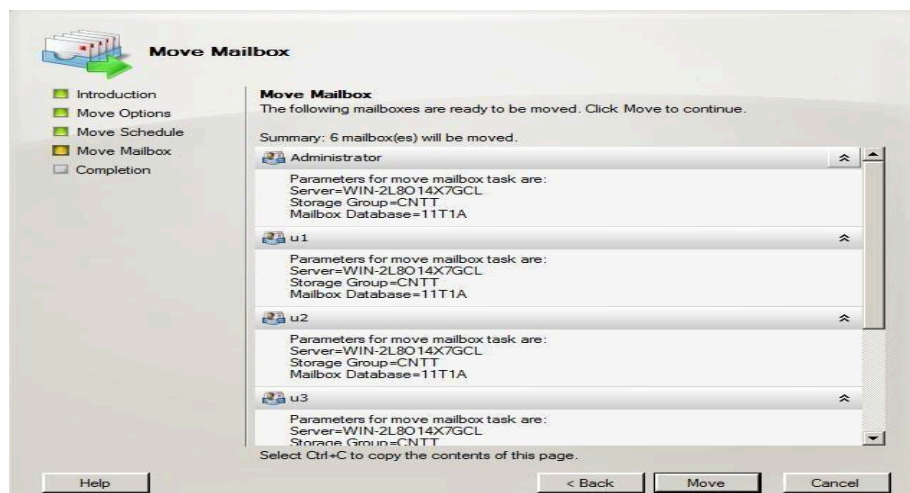 Move Mailbox
Introduction
Move Options
Move Schedule
Move Mailbox
Completion
Move Mailbox
The following mailboxes are ready to be moved. Click Move to continue.
Summary: 6 mailbox(es) will be moved.
Administrator
Parameters for move mailbox task are:
Server=WIN-2L8O14X7GCL
Storage Group=CNTT
Mailbox Database=11T1A
u1
Parameters for move mailbox task are:
Server=WIN-2L8O14X7GCL
Storage Group=CNTT
Mailbox Database=11T1A
u2
Parameters for move mailbox task are:
Server=WIN-2L8O14X7GCL
Storage Group=CNTT
Mailbox Database=11T1A
u3
Parameters for move mailbox task are:
Server=WIN-2L8O14X7GCL
Storage Group=CNTT
Select Ctrl+C to copy the contents of this page.
Help
< Back
Move
Cancel